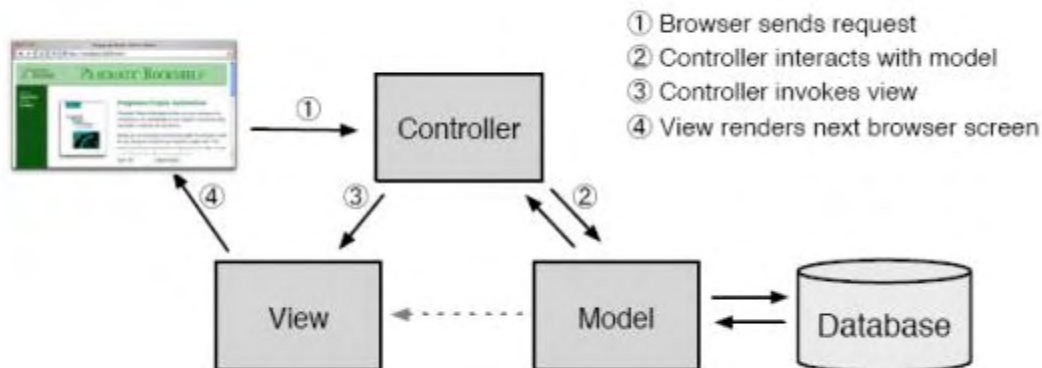 ① Browser sends request
② Controller interacts with model
③ Controller invokes view
④ View renders next browser screen
①
Controller
④
③
②
View
Model
Database